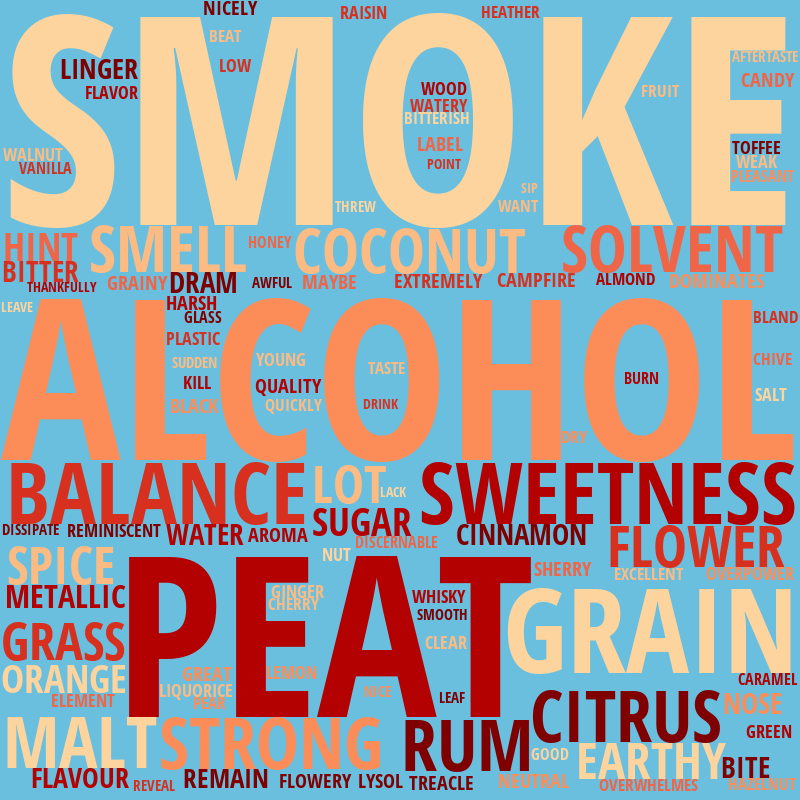 NICELY
RAISIN
HEATHER
SMOKE
BEAT
AFTERTASTE
LINGER
LOW
CANDY
FLAVOR
WOOD
FRUIT
WATERY
BITTERISH
LABEL
TOFFEE
WALNUT
WEAK
VANILLA
POINT
PLEASANT
SIP
THREW
WANT
HINT
SMELL
HONEY
COCONUT
SOLVENT
BITTER
THANKFULLY
GRAINY
DRAM
AWFUL
MAYBE
EXTREMELY
CAMPFIRE
ALMOND
DOMINATES
LEAVE
HARSH
ALCOHOL
GLASS
BLAND
PLASTIC
SUDDEN
YOUNG
TASTE
CHIVE
KILL
QUALITY
BURN
SALT
BLACK
QUICKLY
DRINK
DRY
BALANCE
LOT
LACK
SWEETNESS
SUGAR
DISSIPATE
REMINISCENT
WATER
AROMA
CINNAMON
DISCERNABLE
FLOWER
SPICE
NUT
SHERRY
EXCELLENT
OVERPOWER
PEAT
METALLIC
GINGER
CHERRY
WHISKY
SMOOTH
GRAIN
GRASS
CLEAR
ORANGE
GREAT
LEMON
CARAMEL
LIQUORICE
NICE
ELEMENT
PEAR
LEAF
CITRUS
NOSE
MALT
STRONG
RUM
GREEN
GOOD
EARTHY
BITE
FLAVOUR
REVEAL
REMAIN
FLOWERY
LYSOL
TREACLE
NEUTRAL
OVERWHELMES
HAZELNUT